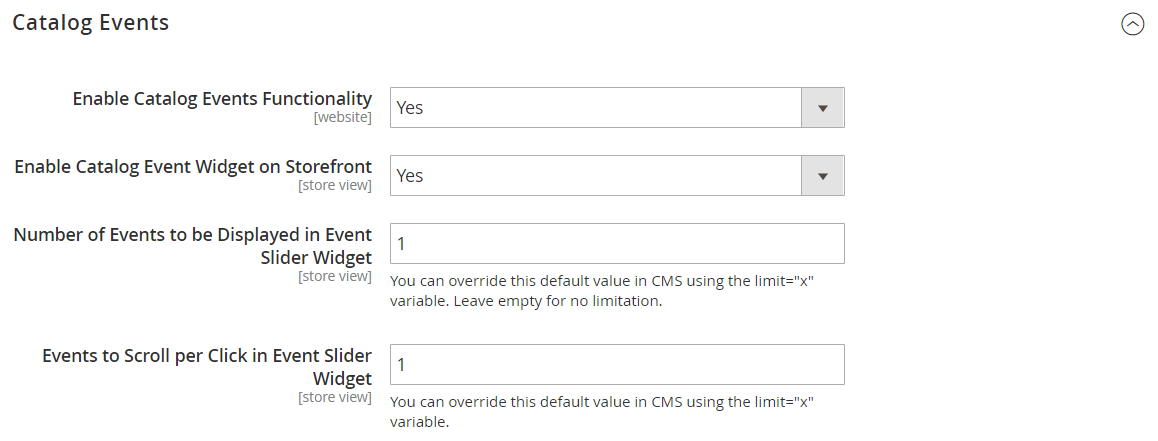 Catalog Events
Enable Catalog Events Functionality
[website]
Yes
Enable Catalog Event Widget on Storefront
[store view]
Yes
Number of Events to be Displayed in Event
Slider Widget
[store view]
1
You can override this default value in CMS using the limit="x"
variable. Leave empty for no limitation.
Events to Scroll per Click in Event Slider
Widget
[store view]
1
You can override this default value in CMS using the limit="x"
variable.